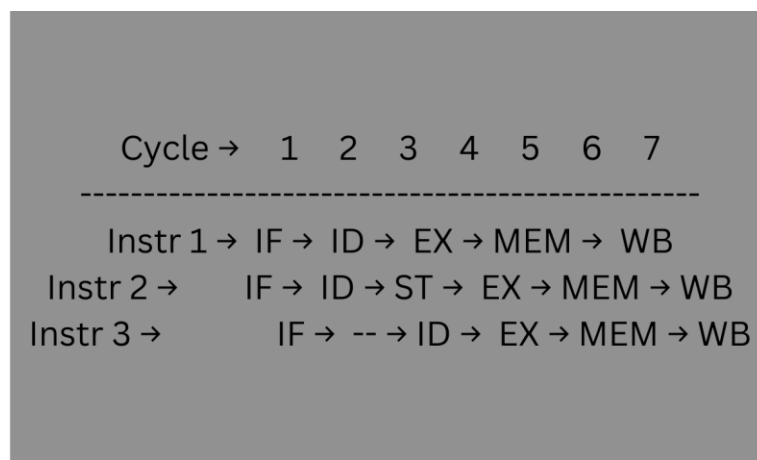 Cycle → 1 2 3 4 5 6 7
--------------------------------------------------
Instr 1 → IF → ID → EX → MEM → WB
Instr 2 → IF → ID → ST → EX → MEM → WB
Instr 3 → IF → -- → ID → EX → MEM → WB